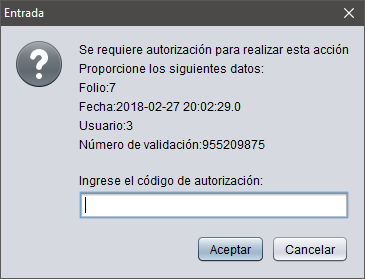 Entrada
Se requiere autorización para realizar esta acción
Proporcione los siguientes datos:
Folio:7
Fecha:2018-02-27 20:02:29.0
Usuario:3
Número de validación:955209875
Ingrese el código de autorización:
Aceptar
Cancelar